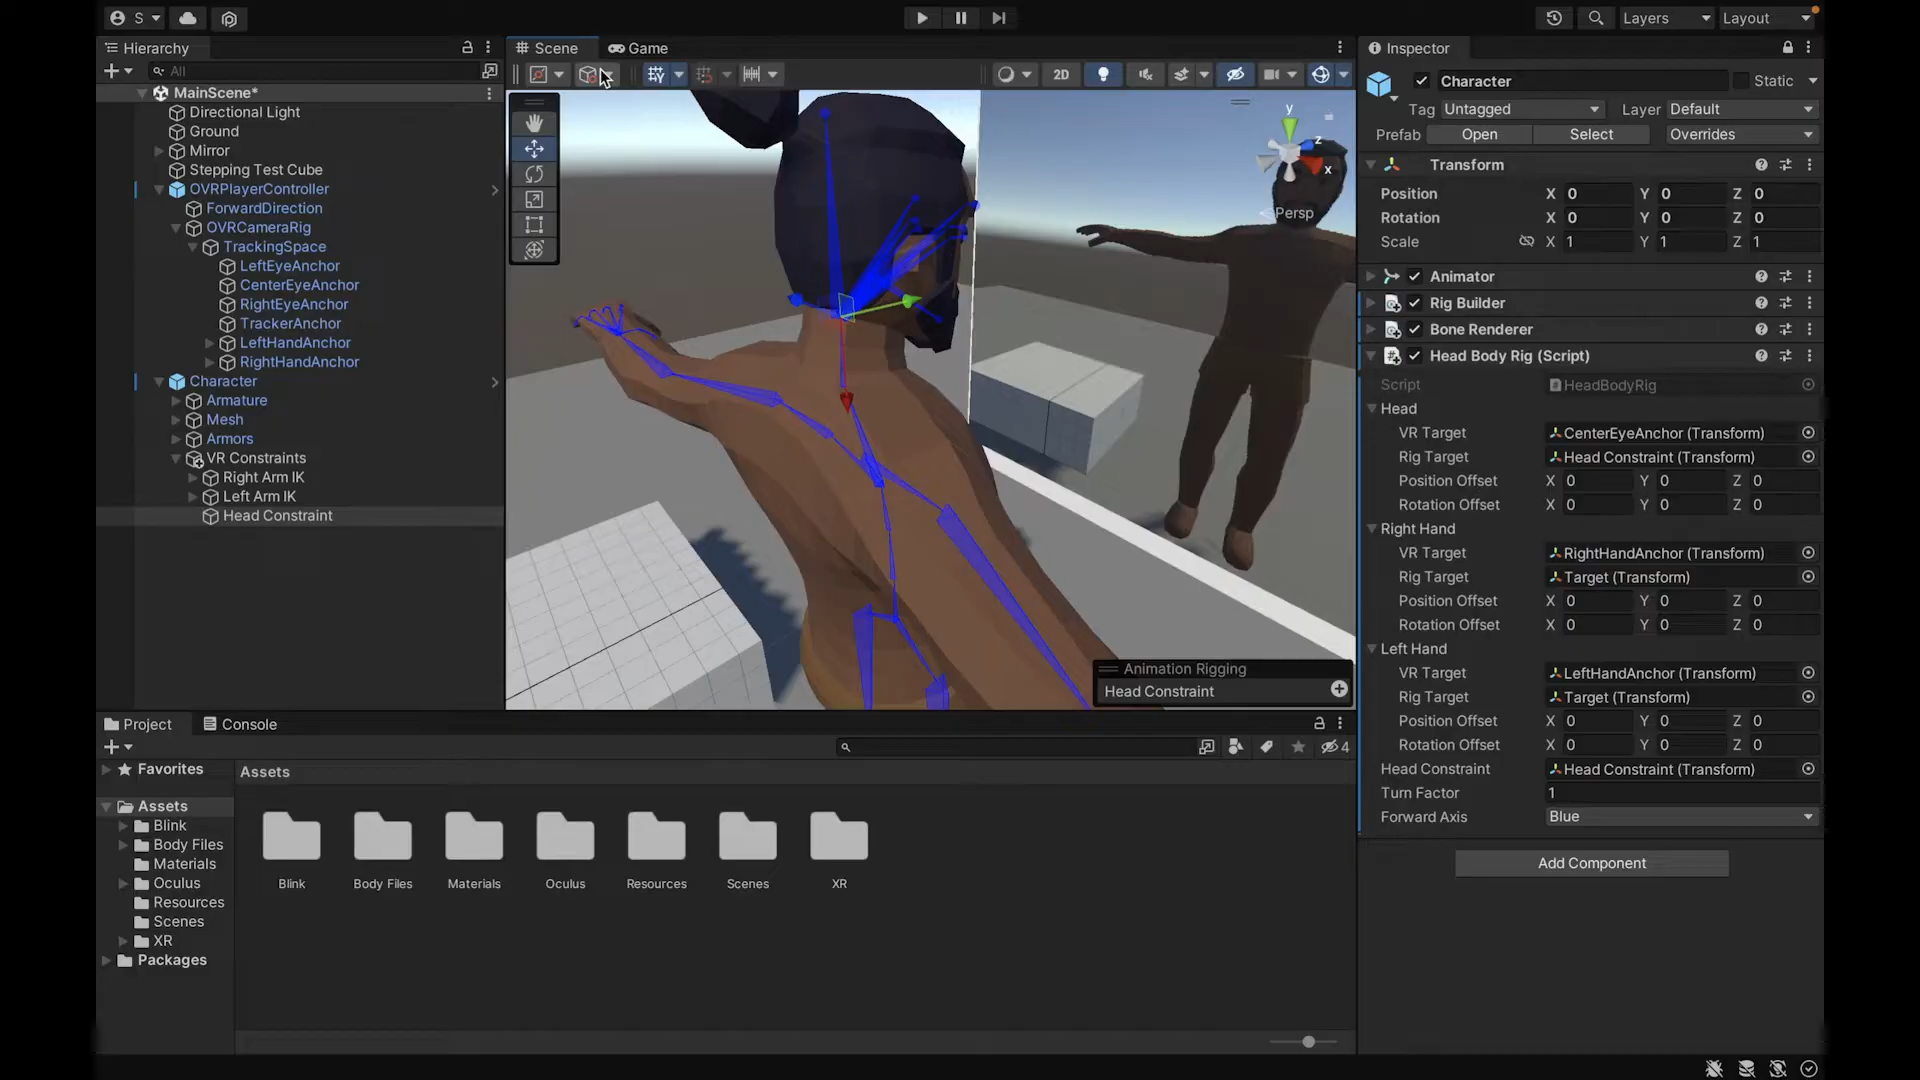 S
Layers
Layout
Hierarchy
Scene
Game
Inspector
All
2D
Character
Static
MainScene*
Tag Untagged
Layer Default
Directional Light
y
Prefab Open Select Overrides
Ground
z
Mirror
x
Transform
Stepping Test Cube
Position X 0 Y 0 Z 0
OVRPlayerController
Persp
Rotation X 0 Y 0 Z 0
ForwardDirection
Scale X 1 Y 1 Z 1
OVRCameraRig
TrackingSpace
Animator
LeftEyeAnchor
Rig Builder
CenterEyeAnchor
Bone Renderer
RightEyeAnchor
Head Body Rig (Script)
TrackerAnchor
Script HeadBodyRig
LeftHandAnchor
Head
RightHandAnchor
VR Target CenterEyeAnchor (Transform)
Character
Rig Target Head Constraint (Transform)
Armature
Position Offset X 0 Y 0 Z 0
Mesh
Rotation Offset X 0 Y 0 Z 0
Armors
Right Hand
VR Constraints
VR Target RightHandAnchor (Transform)
Right Arm IK
Rig Target Target (Transform)
Left Arm IK
Position Offset X 0 Y 0 Z 0
Head Constraint
Rotation Offset X 0 Y 0 Z 0
Left Hand
Animation Rigging
VR Target LeftHandAnchor (Transform)
Head Constraint
Rig Target Target (Transform)
Position Offset X 0 Y 0 Z 0
Project
Console
Rotation Offset X 0 Y 0 Z 0
4
Head Constraint Head Constraint (Transform)
Favorites
Assets
Turn Factor 1
Assets
Forward Axis Blue
Blink
Body Files
Add Component
Materials
Oculus
Resources
Scenes
XR
Packages
Blink
Body Files
Materials
Oculus
Resources
Scenes
XR